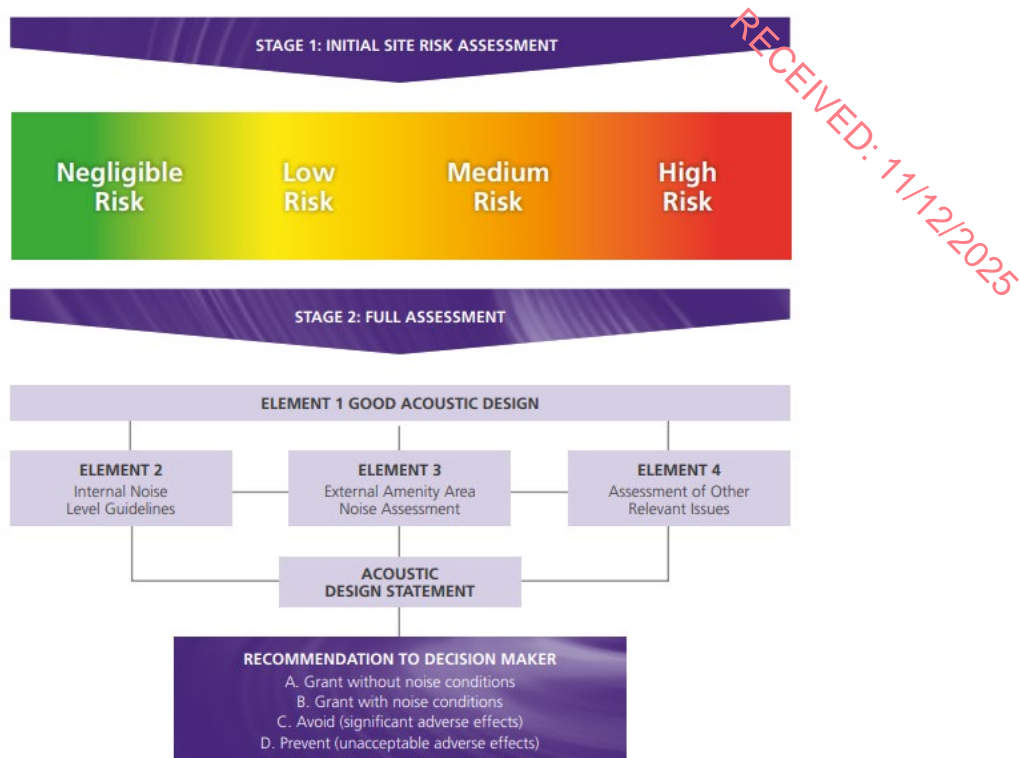 STAGE 1: INITIAL SITE RISK ASSESSMENT
RECEIVED: 11/12/2025
Negligible
Risk
Low
Risk
Medium
Risk
High
Risk
STAGE 2: FULL ASSESSMENT
ELEMENT 1 GOOD ACOUSTIC DESIGN
ELEMENT 2
Internal Noise
Level Guidelines
ELEMENT 3
External Amenity Area
Noise Assessment
ELEMENT 4
Assessment of Other
Relevant Issues
ACOUSTIC
DESIGN STATEMENT
RECOMMENDATION TO DECISION MAKER
A. Grant without noise conditions
B. Grant with noise conditions
C. Avoid (significant adverse effects)
D. Prevent (unacceptable adverse effects)